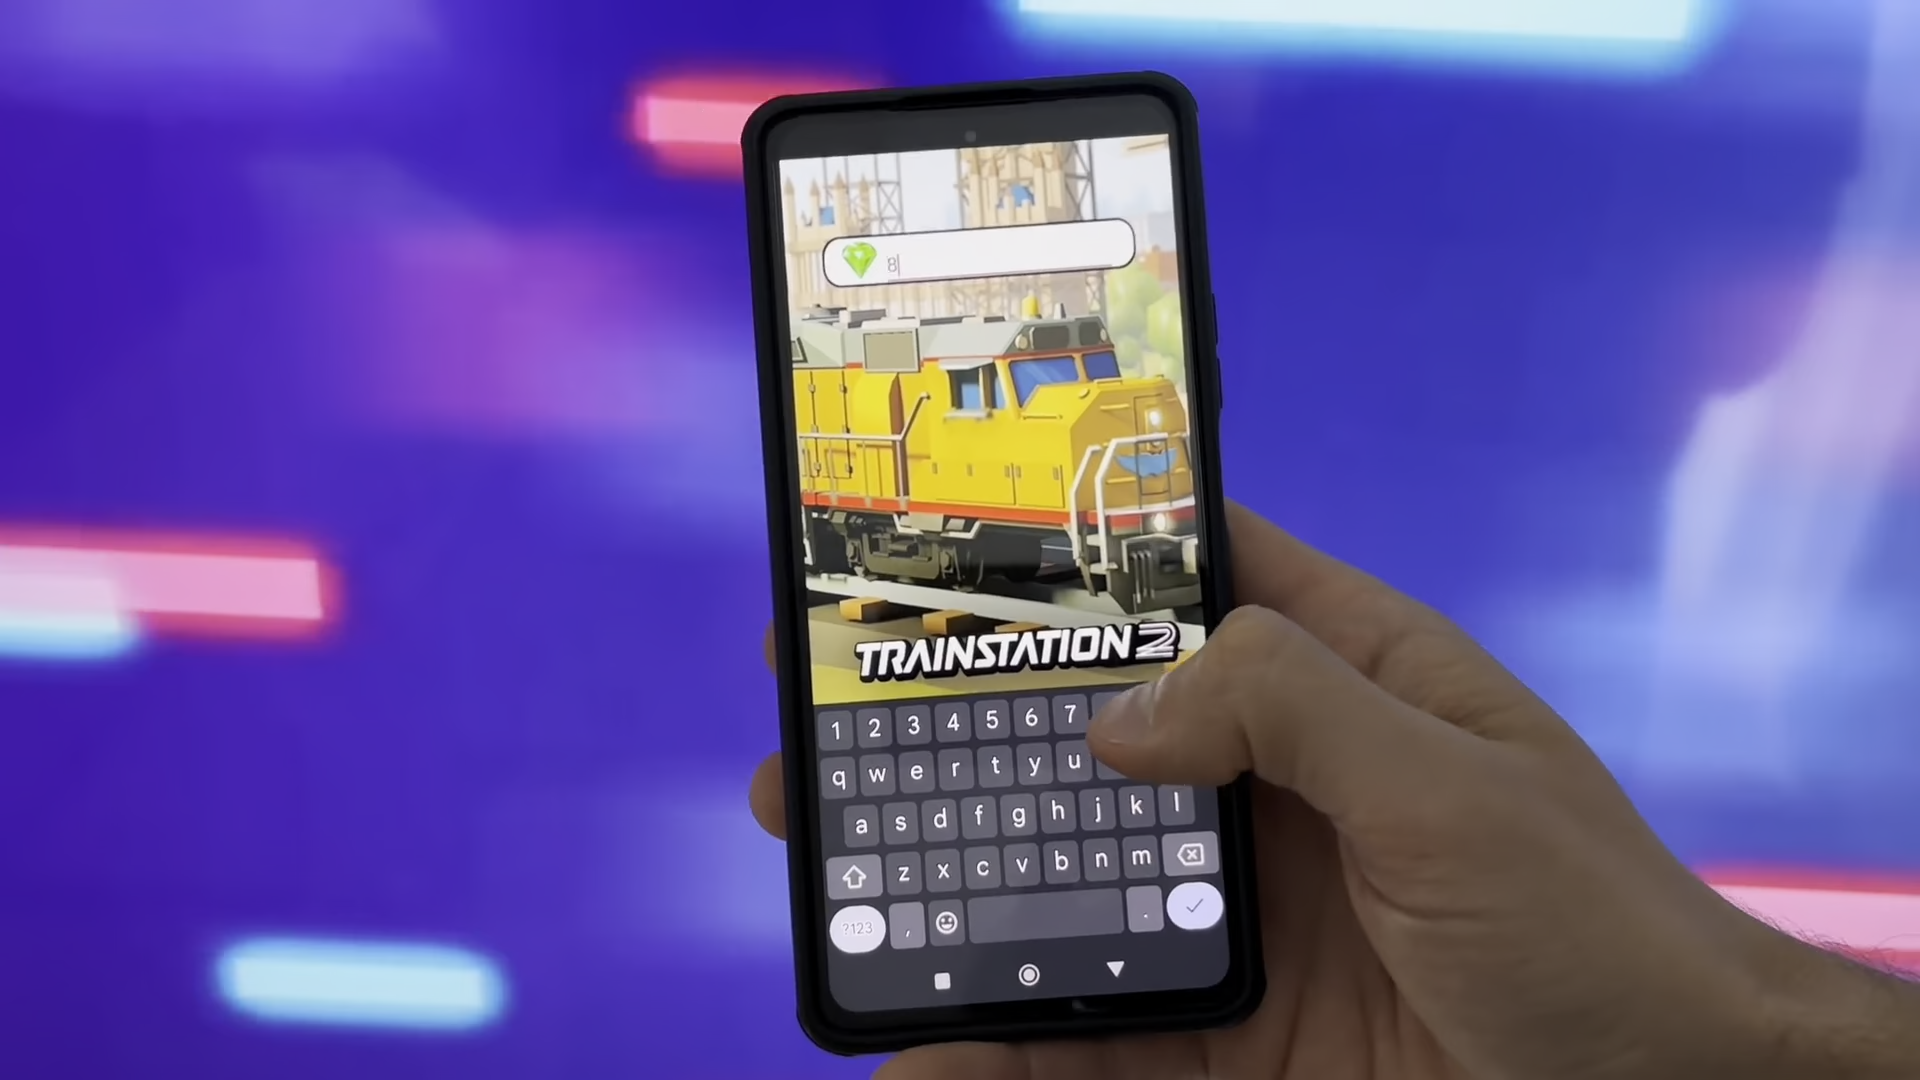 8
TRAINSTATION 2
1 2 3 4 5 6 7
q w e r t y u
a s d f g h j k l
z x c v b n m
?123 , .